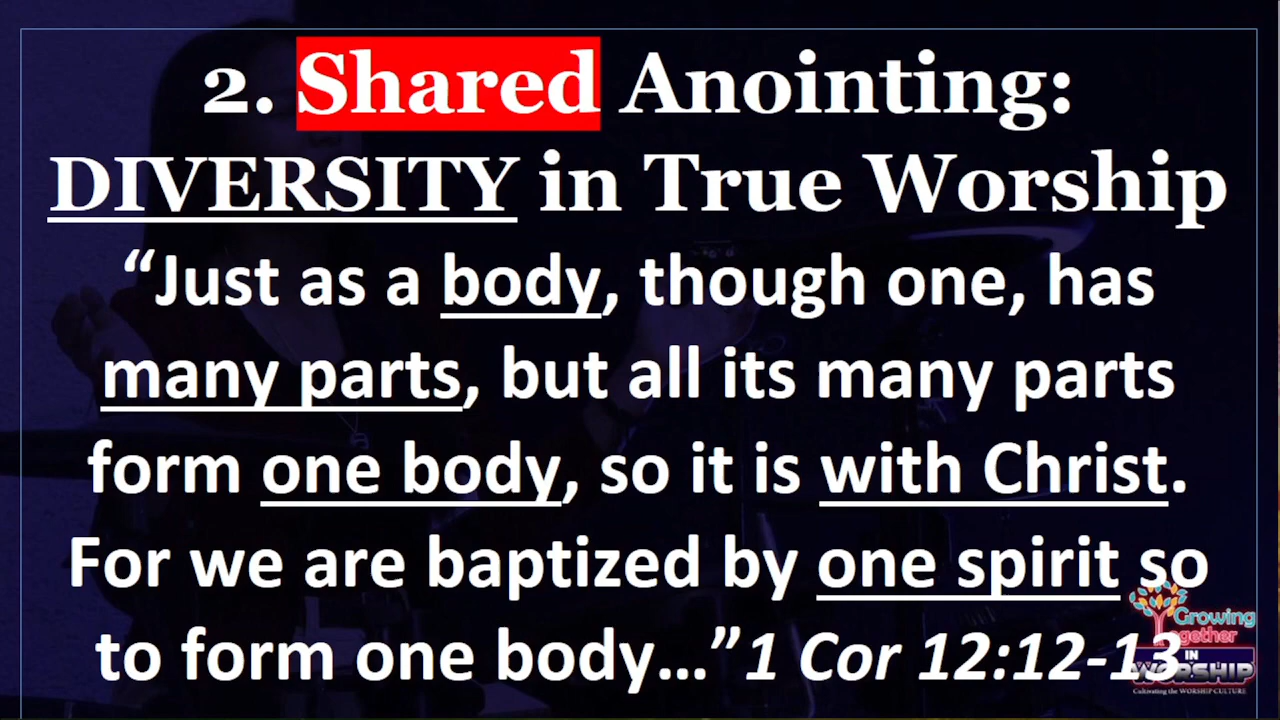 2. Shared Anointing:
DIVERSITY in True Worship
“Just as a body, though one, has
many parts, but all its many parts
form one body, so it is with Christ.
For we are baptized by one spirit so
to form one body...” 1 Cor 12:12-13
Growing
Together
IN
WORSHIP
Cultivating the WORSHIP CULTURE